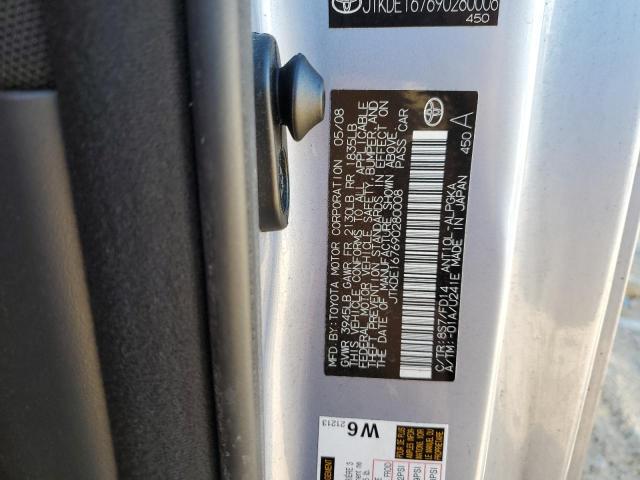 JTKDE167690280008
450
MFD. BY: TOYOTA MOTOR CORPORATION 05/08
GVWR 3945LB GAWR FR 2130LB RR 1835LB
THIS VEHICLE CONFORMS TO ALL APPLICABLE
FEDERAL MOTOR VEHICLE SAFETY, BUMPER, AND
THEFT PREVENTION STANDARDS IN EFFECT ON
THE DATE OF MANUFACTURE SHOWN ABOVE.
JTKDE167690280008 PASS CAR
C/TR: 8S7/FD14 ANT10L-ALPGKA
A/TM: -01A/U241E MADE IN JAPAN
450 A
W6
21213